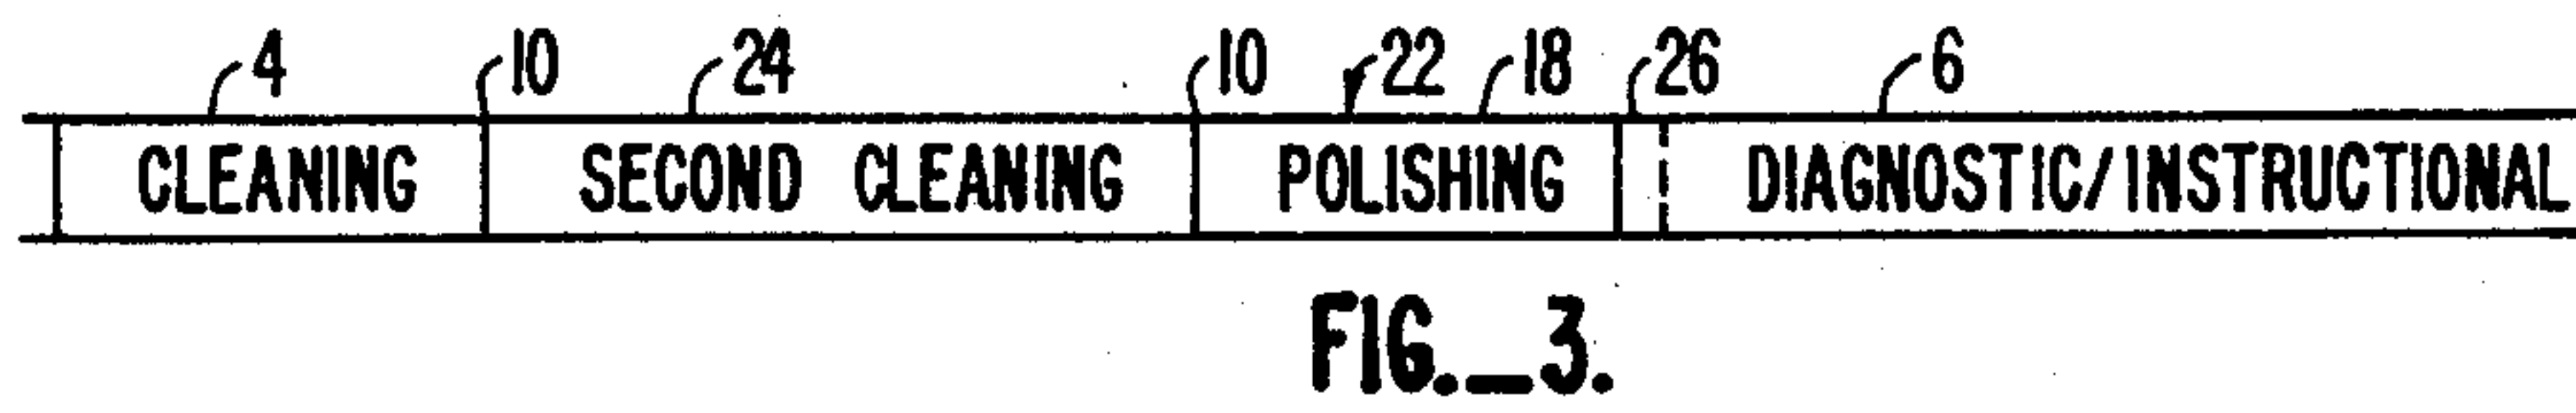 4 10 24 10 22 18 26 6
CLEANING SECOND CLEANING POLISHING DIAGNOSTIC/INSTRUCTIONAL
FIG._3.